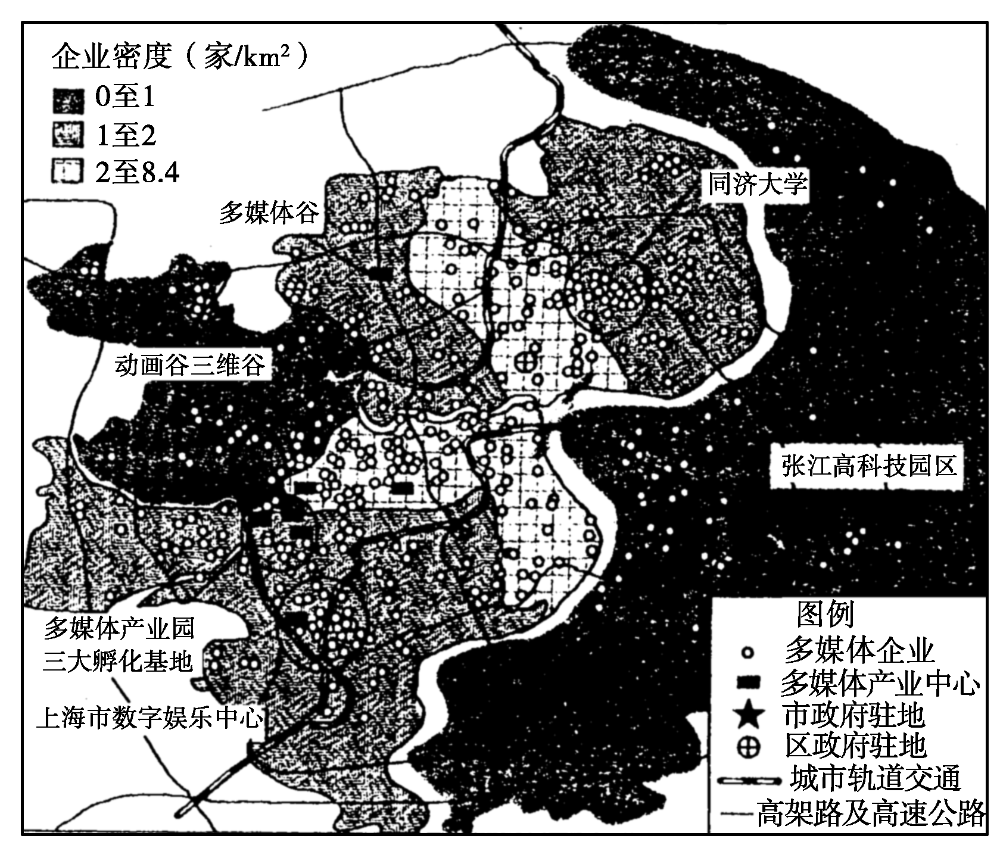 企业密度（家/km²）
0至1
1至2
2至8.4
同济大学
多媒体谷
动画谷三维谷
张江高科技园区
多媒体产业园
三大孵化基地
上海市数字娱乐中心
图例
多媒体企业
多媒体产业中心
市政府驻地
区政府驻地
城市轨道交通
高架路及高速公路